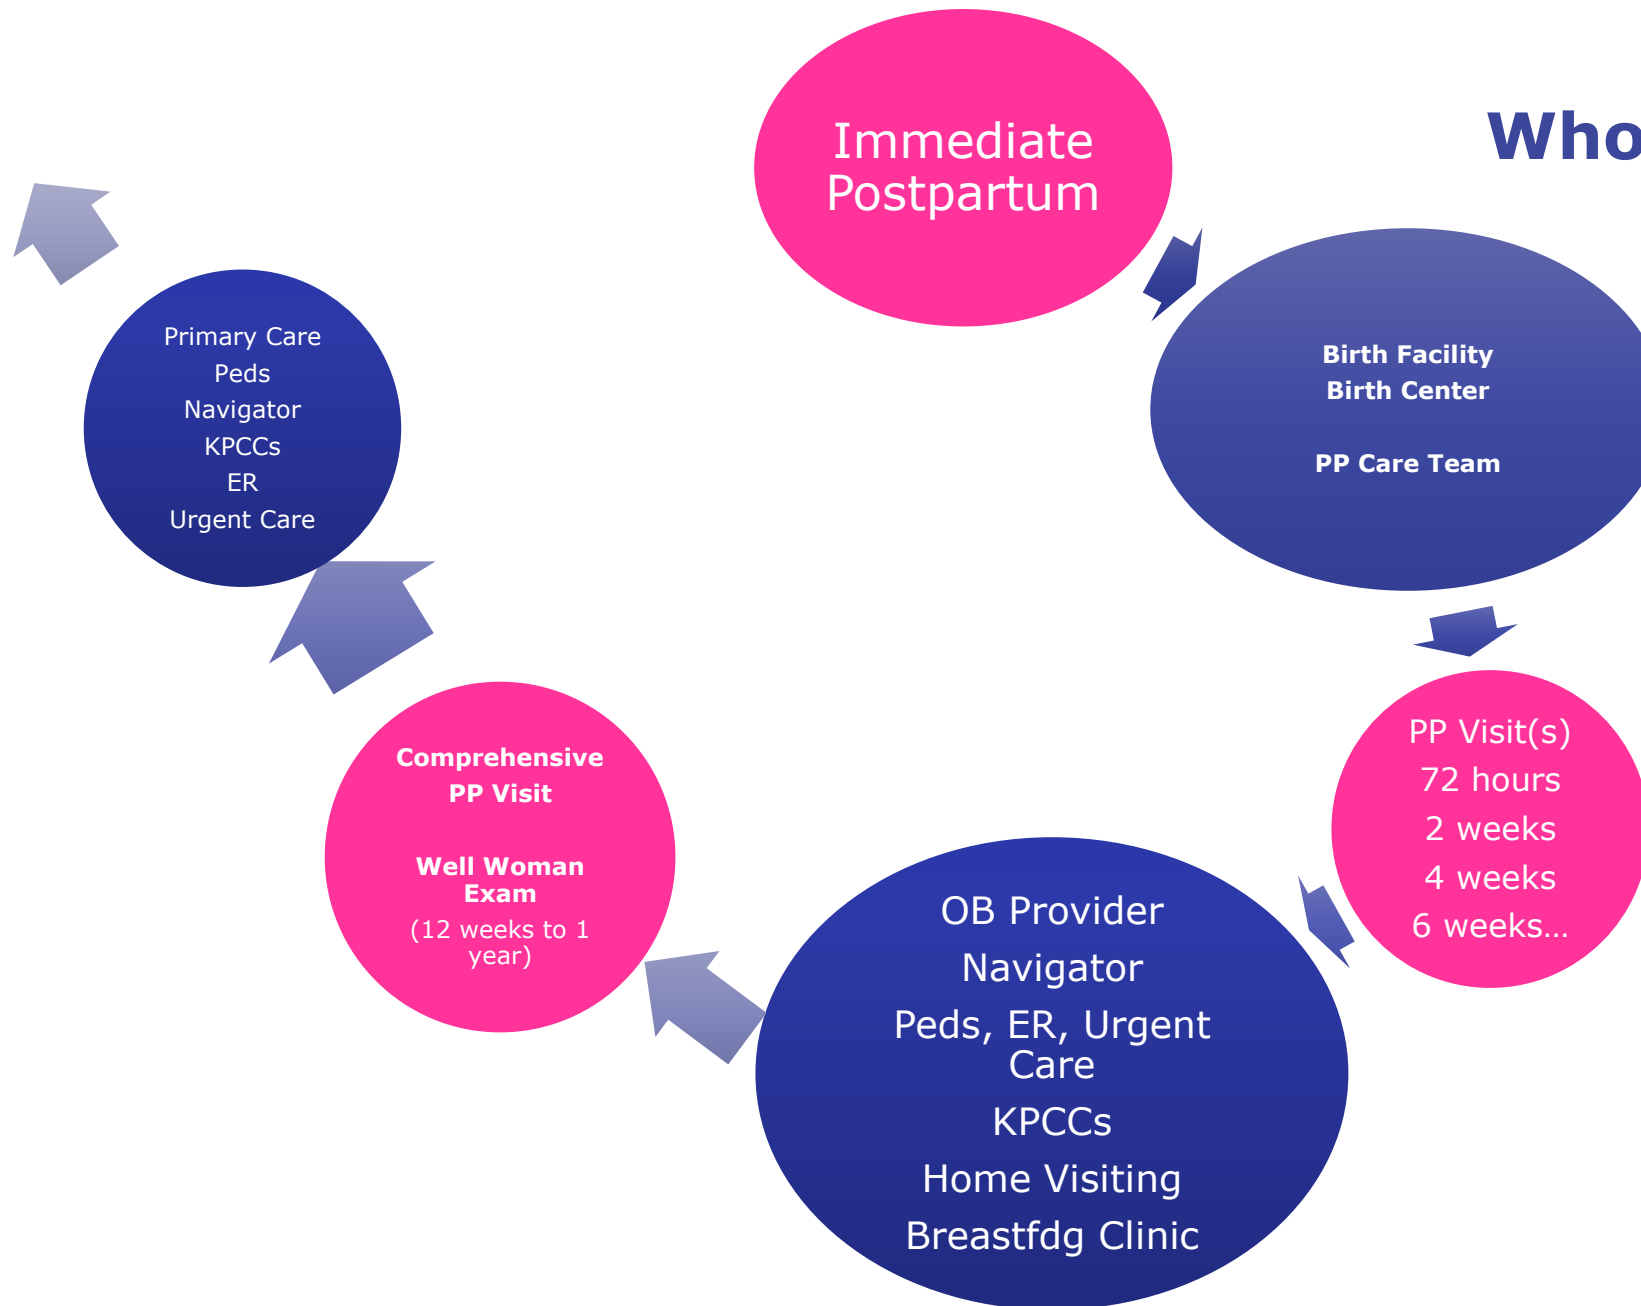 Immediate
Postpartum
Who
Birth Facility
Birth Center
PP Care Team
PP Visit(s)
72 hours
2 weeks
4 weeks
6 weeks…
OB Provider
Navigator
Peds, ER, Urgent
Care
KPCCs
Home Visiting
Breastfdg Clinic
Comprehensive
PP Visit
Well Woman
Exam
(12 weeks to 1
year)
Primary Care
Peds
Navigator
KPCCs
ER
Urgent Care